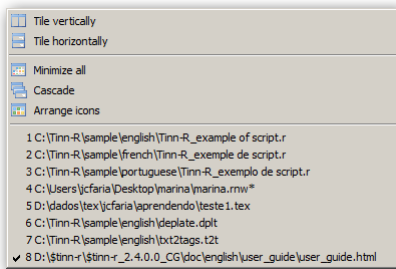 Tile vertically
Tile horizontally
Minimize all
Cascade
Arrange icons
1 C:\Tinn-R\sample\english\Tinn-R_example of script.r
2 C:\Tinn-R\sample\french\Tinn-R_exemple de script.r
3 C:\Tinn-R\sample\portuguese\Tinn-R_exemplo de script.r
4 C:\Users\jcfaria\Desktop\marina\marina.rnw*
5 D:\dados\tex\jcfaria\aprendendo\teste1.tex
6 C:\Tinn-R\sample\english\deplate.dplt
7 C:\Tinn-R\sample\english\txt2tags.t2t
8 D:\$tinn-r\$tinn-r_2.4.0.0_CG\doc\english\user_guide\user_guide.html